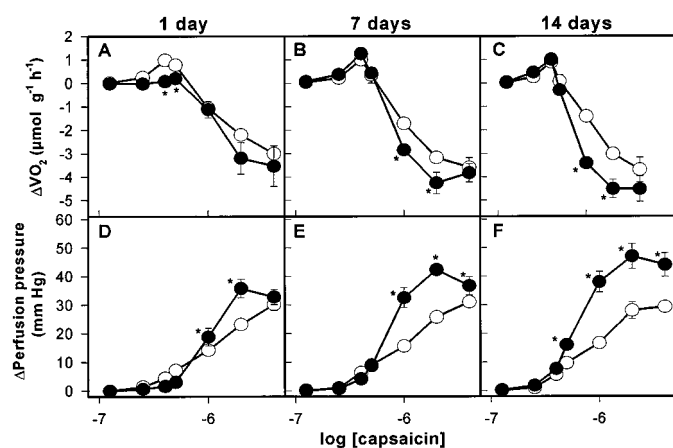 1 day
7 days
14 days
A
B
C
ΔVO₂ (μmol g⁻¹ h⁻¹)
2
1
0
-1
-2
-3
-4
-5
*
*
*
*
*
*
D
E
F
ΔPerfusion pressure
(mm Hg)
60
50
40
30
20
10
0
*
*
*
*
*
*
*
*
*
-7
-6
-7
-6
-7
-6
log [capsaicin]